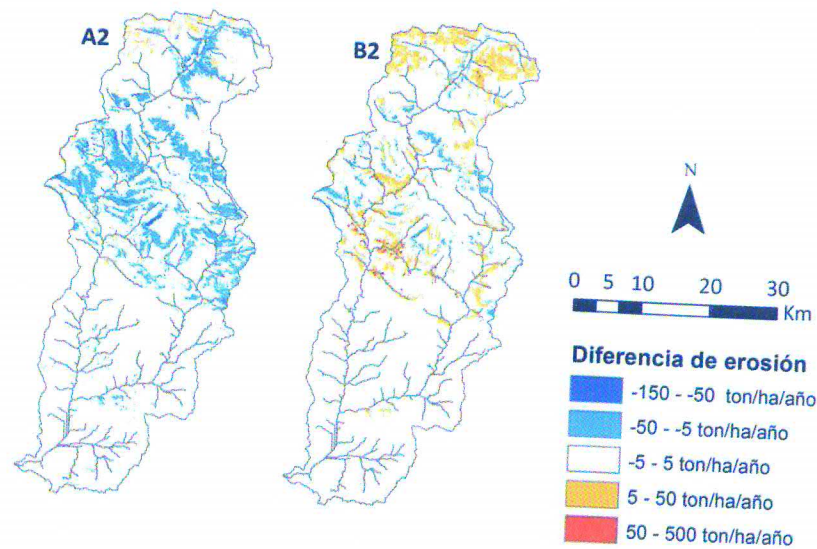 A2
B2
N
0 5 10 20 30
Km
Diferencia de erosión
-150 - -50 ton/ha/año
-50 - -5 ton/ha/año
-5 - 5 ton/ha/año
5 - 50 ton/ha/año
50 - 500 ton/ha/año